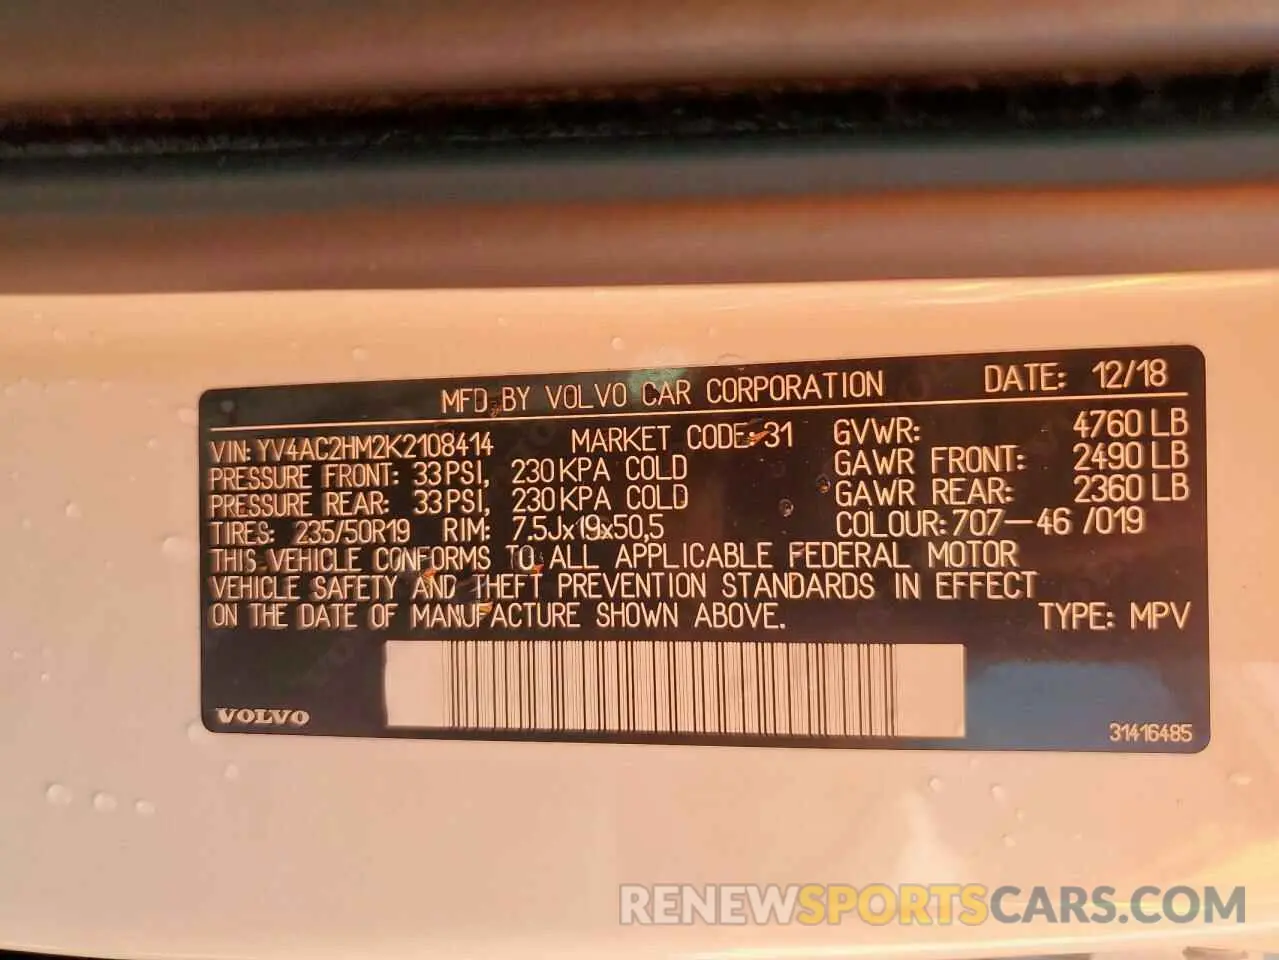 MFD BY VOLVO CAR CORPORATION DATE: 12/18
VIN: YV4AC2HM2K2108414 MARKET CODE: 31 GVWR: 4760 LB
PRESSURE FRONT: 33 PSI, 230 KPA COLD GAWR FRONT: 2490 LB
PRESSURE REAR: 33 PSI, 230 KPA COLD GAWR REAR: 2360 LB
TIRES: 235/50R19 RIM: 7.5Jx19x50,5 COLOUR: 707-46 /019
THIS VEHICLE CONFORMS TO ALL APPLICABLE FEDERAL MOTOR
VEHICLE SAFETY AND THEFT PREVENTION STANDARDS IN EFFECT
ON THE DATE OF MANUFACTURE SHOWN ABOVE. TYPE: MPV
VOLVO 31416485
RENEWSPORTSCARS.COM